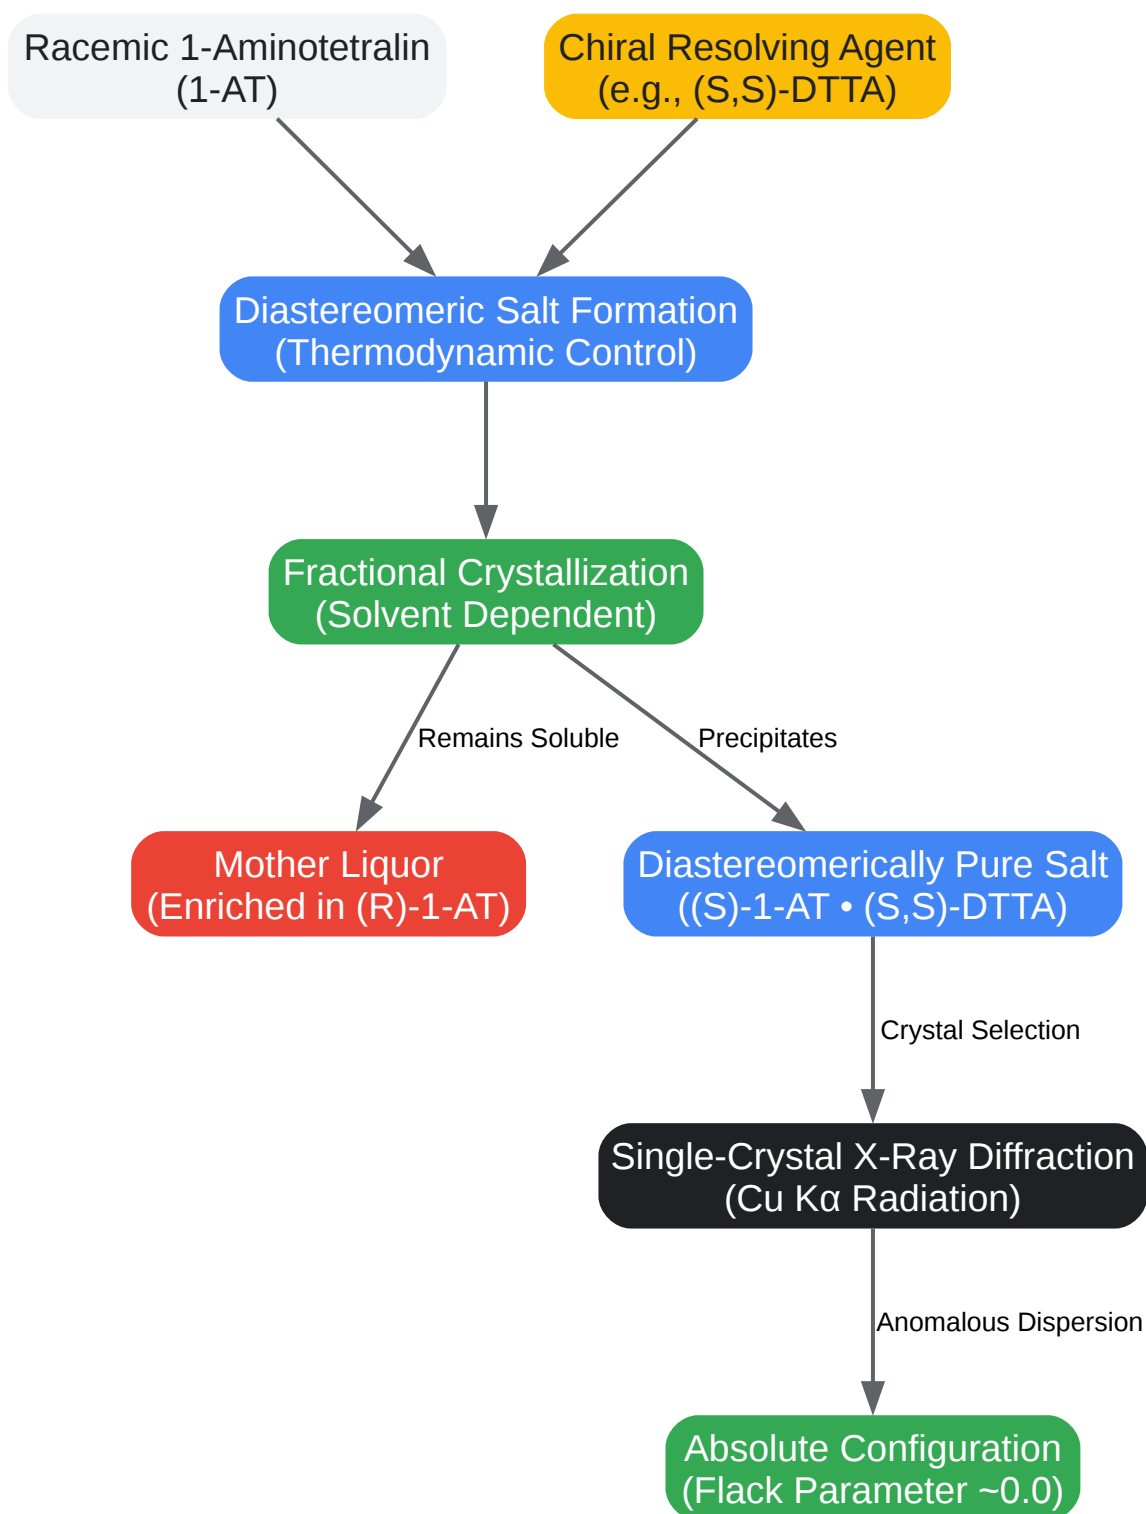 Racemic 1-Aminotetralin
(1-AT)
Chiral Resolving Agent
(e.g., (S,S)-DTTA)
Diastereomeric Salt Formation
(Thermodynamic Control)
Fractional Crystallization
(Solvent Dependent)
Remains Soluble
Precipitates
Mother Liquor
(Enriched in (R)-1-AT)
Diastereomerically Pure Salt
((S)-1-AT • (S,S)-DTTA)
Crystal Selection
Single-Crystal X-Ray Diffraction
(Cu Kα Radiation)
Anomalous Dispersion
Absolute Configuration
(Flack Parameter ~0.0)